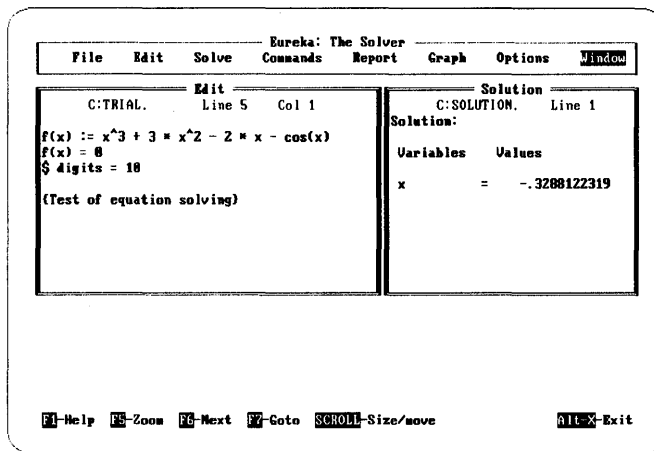 Eureka: The Solver
File Edit Solve Commands Report Graph Options Window
Edit
C:TRIAL. Line 5 Col 1
f(x) := x^3 + 3 * x^2 - 2 * x - cos(x)
f(x) = 0
$ digits = 10
{Test of equation solving}
Solution
C:SOLUTION. Line 1
Solution:
Variables Values
x = -.3288122319
F1-Help F5-Zoom F6-Next F7-Goto SCROLL-Size/move Alt-X-Exit